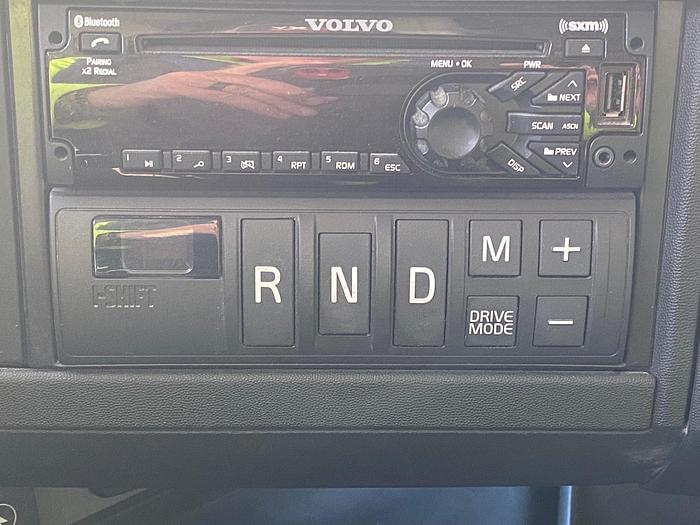 Bluetooth
VOLVO
((sxm))
PAIRING
x2 REDIAL
MENU • OK
PWR
SRC
NEXT
SCAN
ASCN
PREV
DISP
1
2
3
4 RPT
5 RDM
6 ESC
I-SHIFT
R
N
D
M
+
DRIVE
MODE
−